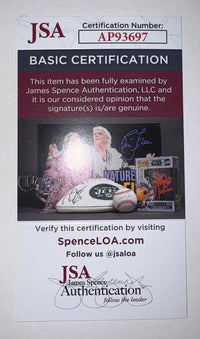 JSA
Certification Number:
AP93697
BASIC CERTIFICATION
This item has been fully examined by
James Spence Authentication, LLC and
it is our considered opinion that the
signature(s) is/are genuine.
NATURE
Verify this certification by visiting
SpenceLOA.com
Follow us @jsaloa
JSA
James Spence
Authentication™
follow the leader